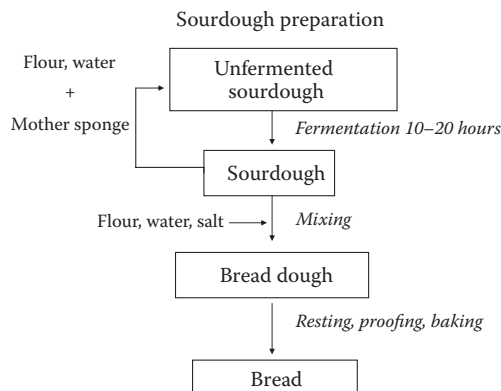 Sourdough preparation
Flour, water
+
Mother sponge
Unfermented
sourdough
Fermentation 10–20 hours
Sourdough
Flour, water, salt
Mixing
Bread dough
Resting, proofing, baking
Bread